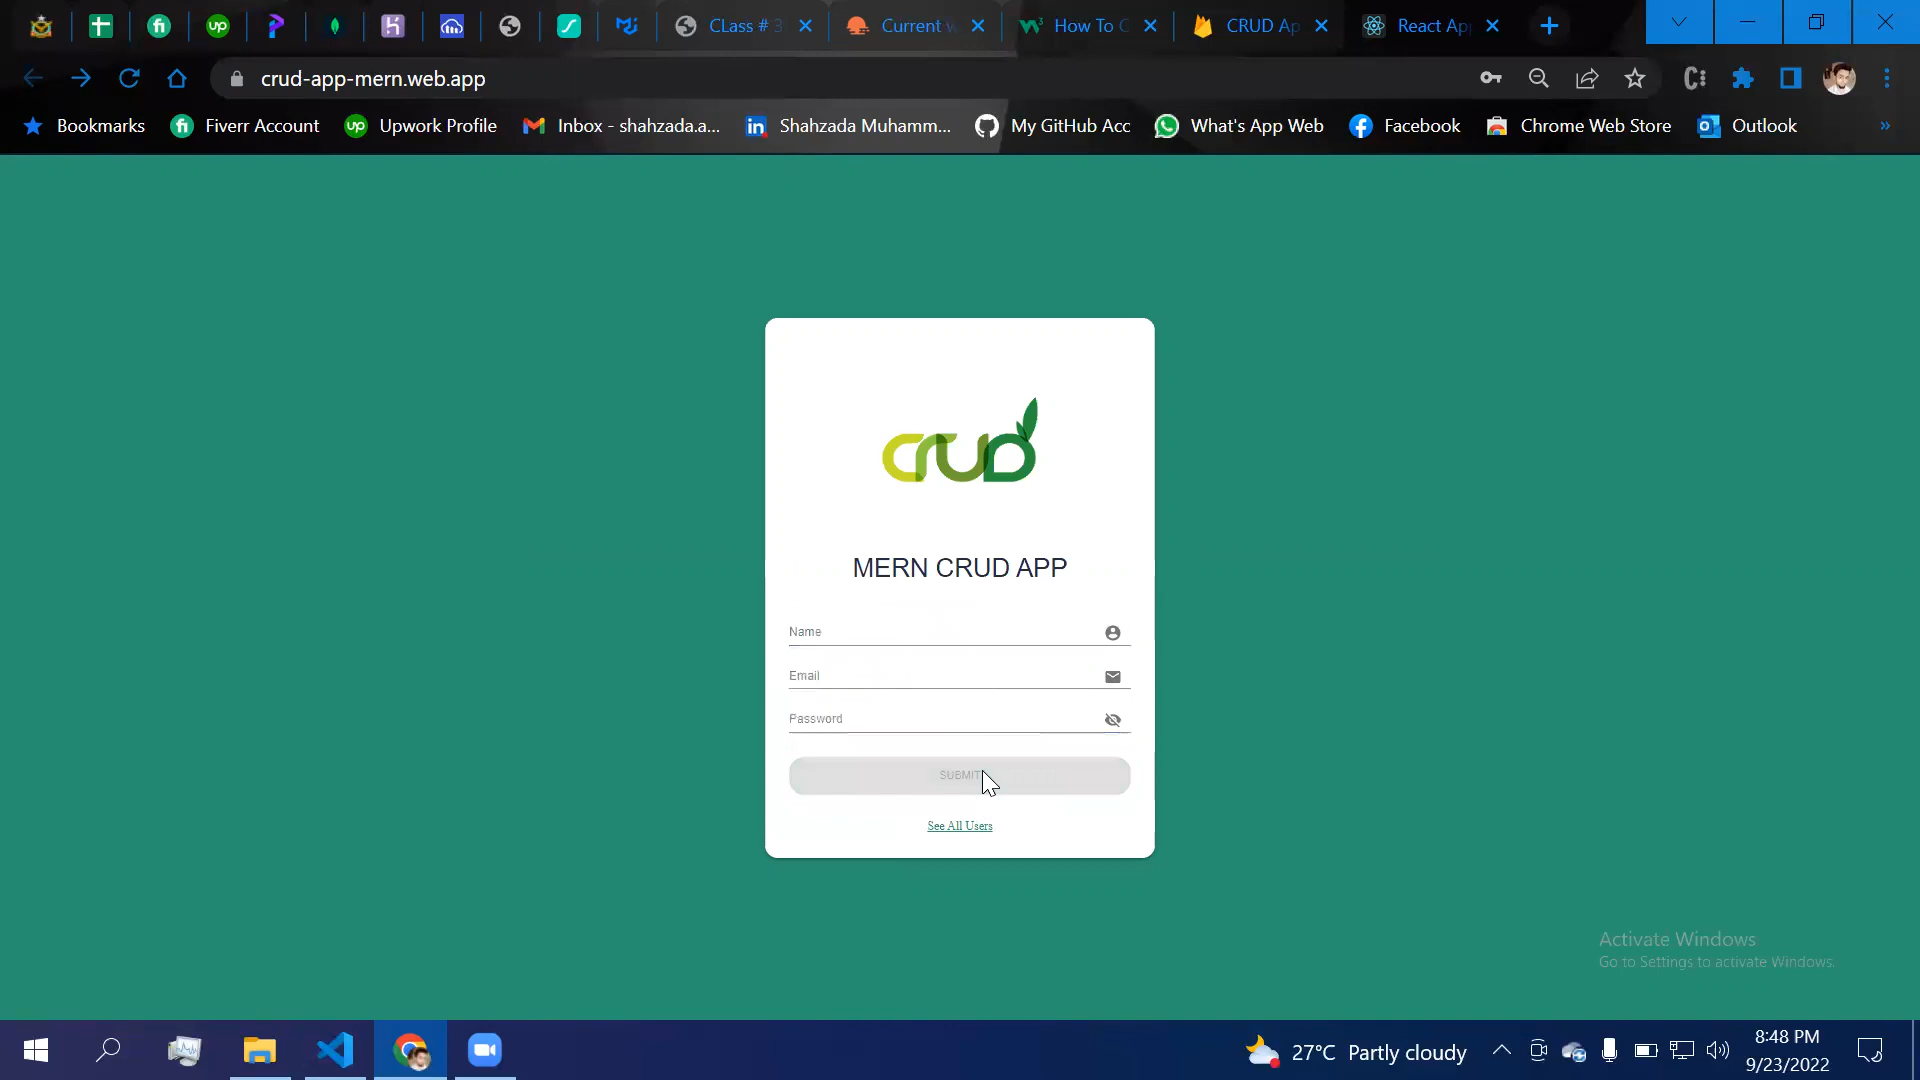 CLass # 3
Current w
How To C
CRUD Ap
React Ap
crud-app-mern.web.app
Bookmarks
Fiverr Account
Upwork Profile
Inbox - shahzada.a...
Shahzada Muhamm...
My GitHub Acc
What's App Web
Facebook
Chrome Web Store
Outlook
»
crud
MERN CRUD APP
Name
Email
Password
SUBMIT
See All Users
Activate Windows
Go to Settings to activate Windows.
27°C Partly cloudy
8:48 PM
9/23/2022